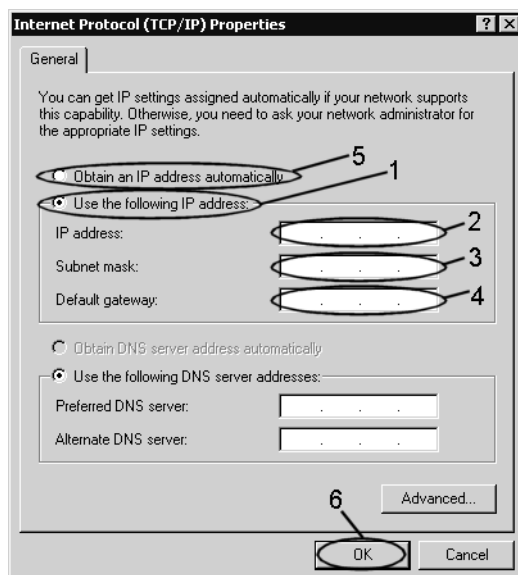 Internet Protocol (TCP/IP) Properties
General
You can get IP settings assigned automatically if your network supports
this capability. Otherwise, you need to ask your network administrator for
the appropriate IP settings.
5
Obtain an IP address automatically
1
Use the following IP address:
IP address:
2
Subnet mask:
3
Default gateway:
4
Obtain DNS server address automatically
Use the following DNS server addresses:
Preferred DNS server:
Alternate DNS server:
6
Advanced...
OK
Cancel